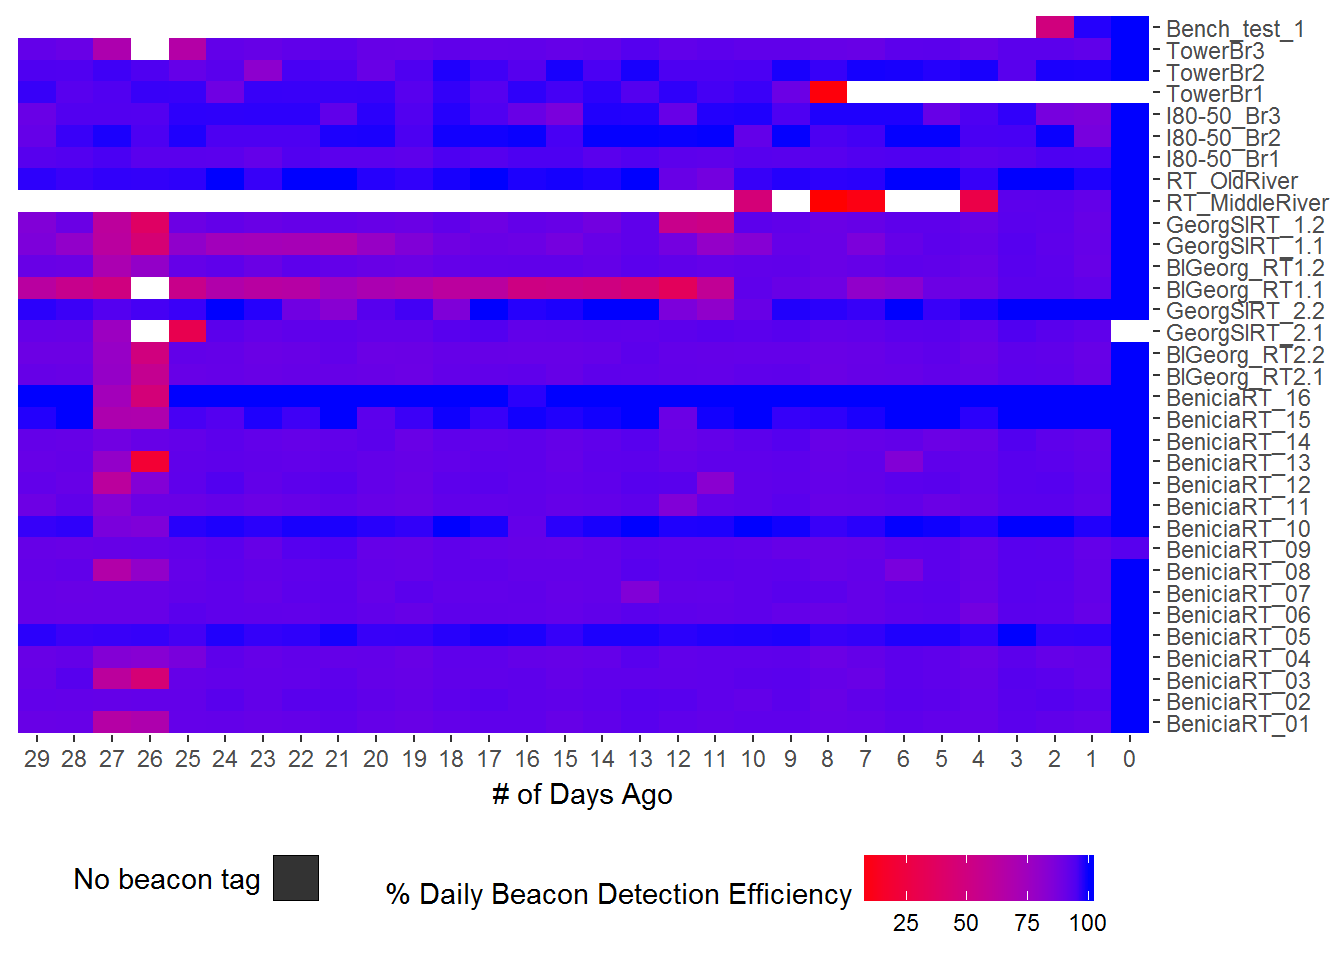 Bench_test_1
TowerBr3
TowerBr2
TowerBr1
I80-50_Br3
I80-50_Br2
I80-50_Br1
RT_OldRiver
RT_MiddleRiver
GeorgSlRT_1.2
GeorgSlRT_1.1
BlGeorg_RT1.2
BlGeorg_RT1.1
GeorgSlRT_2.2
GeorgSlRT_2.1
BlGeorg_RT2.2
BlGeorg_RT2.1
BeniciaRT_16
BeniciaRT_15
BeniciaRT_14
BeniciaRT_13
BeniciaRT_12
BeniciaRT_11
BeniciaRT_10
BeniciaRT_09
BeniciaRT_08
BeniciaRT_07
BeniciaRT_06
BeniciaRT_05
BeniciaRT_04
BeniciaRT_03
BeniciaRT_02
BeniciaRT_01
29 28 27 26 25 24 23 22 21 20 19 18 17 16 15 14 13 12 11 10 9 8 7 6 5 4 3 2 1 0
# of Days Ago
No beacon tag
% Daily Beacon Detection Efficiency
25 50 75 100